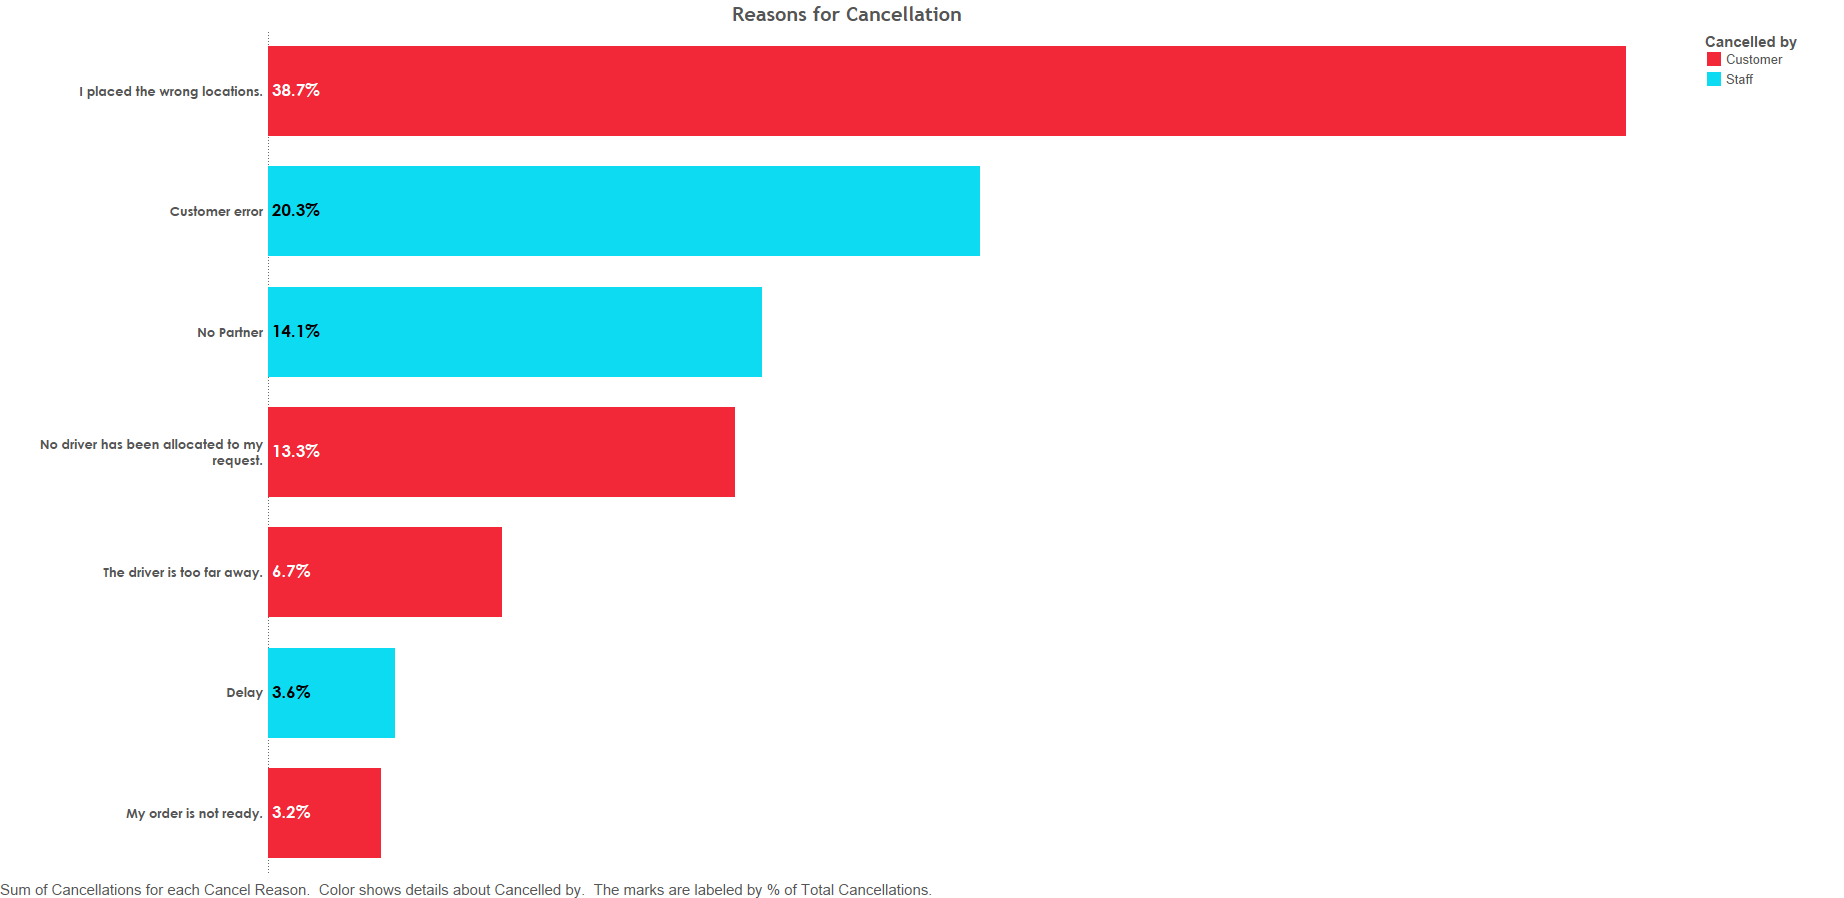 Reasons for Cancellation
Cancelled by
Customer
Staff
I placed the wrong locations.
38.7%
Customer error
20.3%
No Partner
14.1%
No driver has been allocated to my
request.
13.3%
The driver is too far away.
6.7%
Delay
3.6%
My order is not ready.
3.2%
Sum of Cancellations for each Cancel Reason.  Color shows details about Cancelled by.  The marks are labeled by % of Total Cancellations.